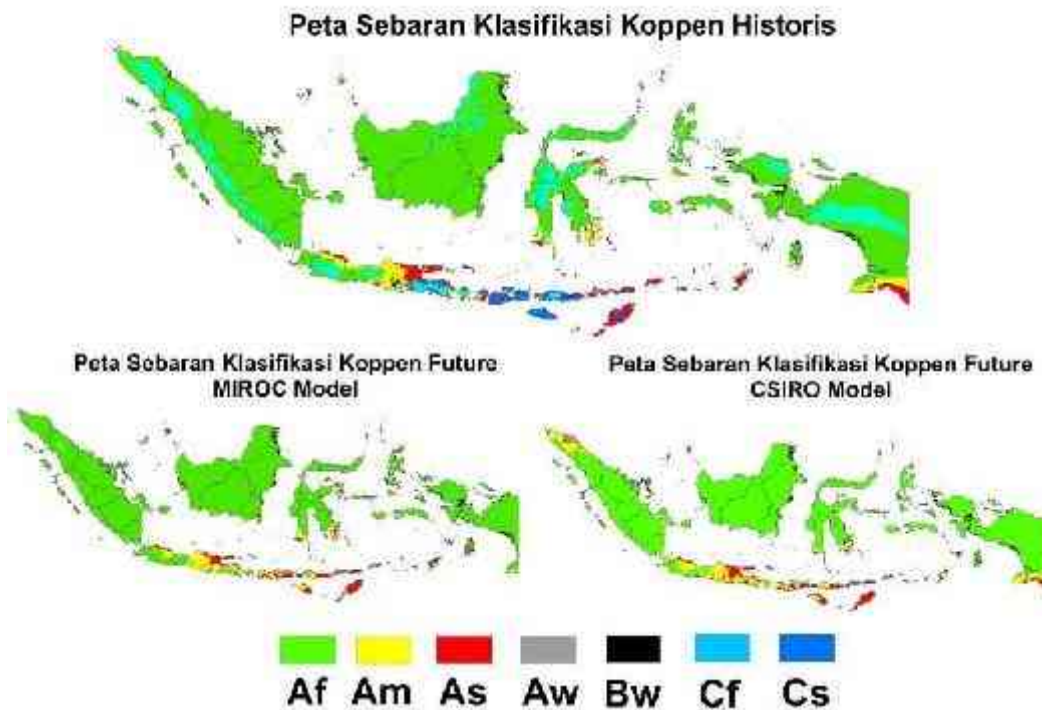 Peta Sebaran Klasifikasi Koppen Historis
Peta Sebaran Klasifikasi Koppen Future
MIROC Model
Peta Sebaran Klasifikasi Koppen Future
CSIRO Model
Af Am As Aw Bw Cf Cs